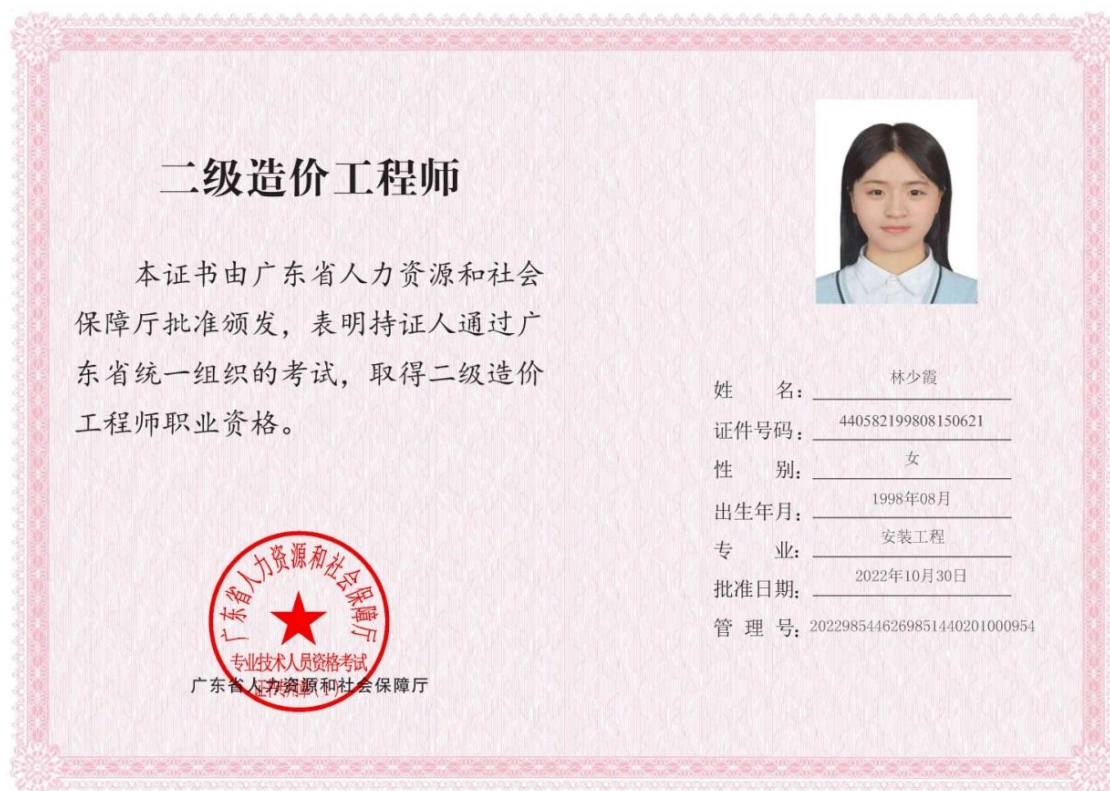 二级造价工程师
本证书由广东省人力资源和社会
保障厅批准颁发，表明持证人通过广
东省统一组织的考试，取得二级造价
工程师职业资格。
广东省人力资源和社会保障厅
专业技术人员资格考试
广东省人力资源和社会保障厅
姓名：林少霞
证件号码：440582199808150621
性别：女
出生年月：1998年08月
专业：安装工程
批准日期：2022年10月30日
管理号：2022985446269851440201000954